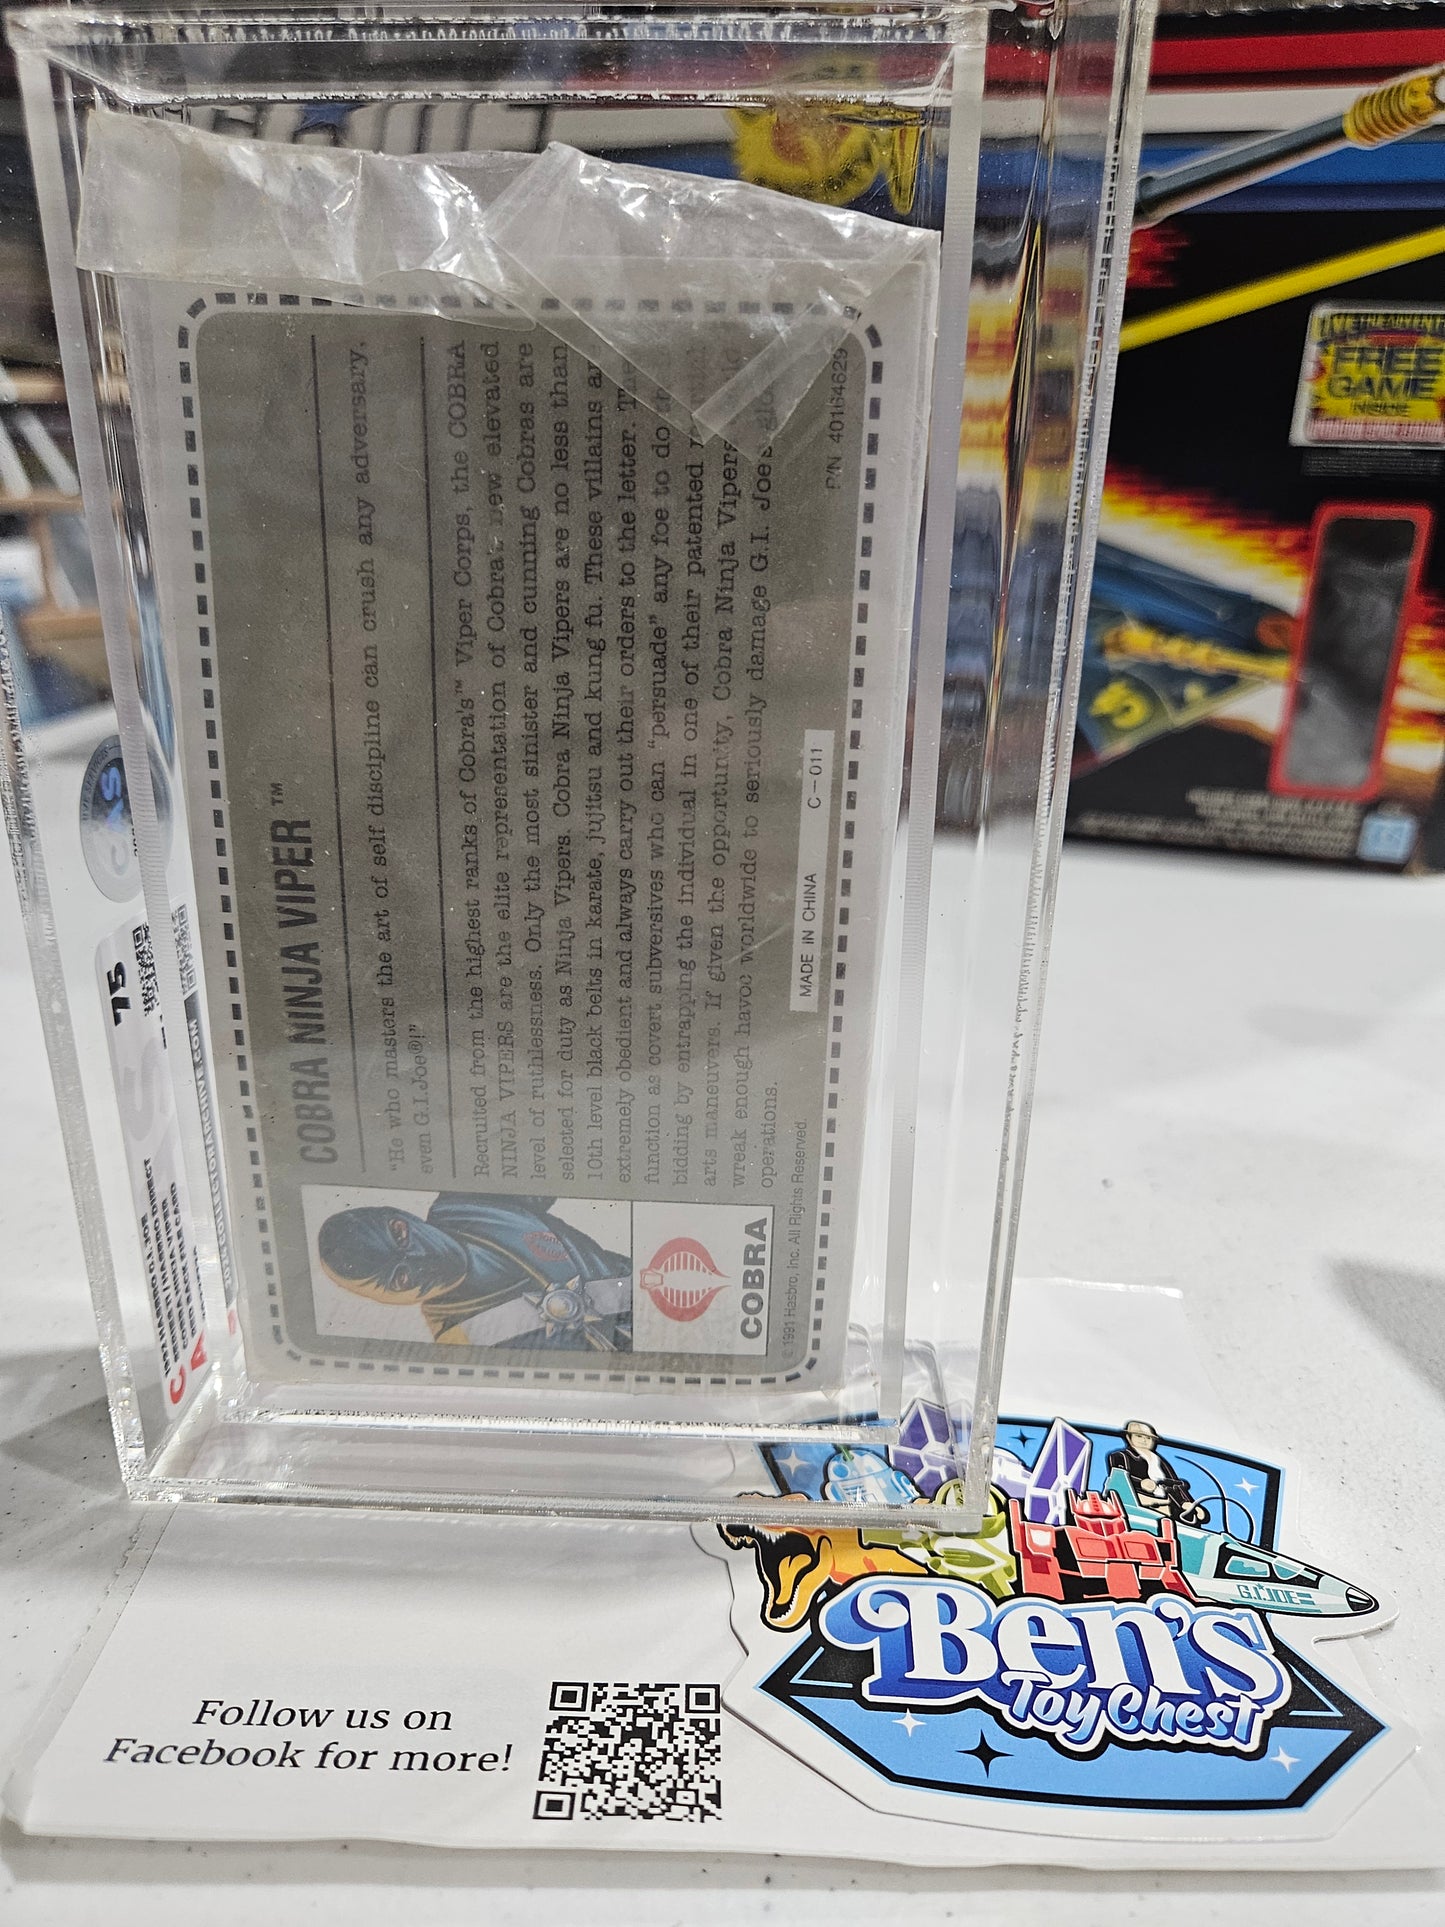 COBRA NINJA VIPER ™
"He who masters the art of self discipline can crush any adversary,
even G.I.Joe®!"
Recruited from the highest ranks of Cobra's™ Viper Corps, the COBRA
NINJA VIPERS are the elite representation of Cobra's new elevated
level of ruthlessness. Only the most sinister and cunning Cobras are
selected for duty as Ninja Vipers. Cobra Ninja Vipers are no less than
10th level black belts in karate, jujitsu and kung fu. These villains are
extremely obedient and always carry out their orders to the letter. They
function as covert subversives who can "persuade" any foe to do
bidding by entrapping the individual in one of their patented
arts maneuvers. If given the opportunity, Cobra Ninja Vipers
wreak enough havoc worldwide to seriously damage G.I. Joe's
operations.
MADE IN CHINA C-011
P/N 40164629
COBRA
© 1991 Hasbro, Inc. All Rights Reserved.
CAS
75
FREE
GAME
INSIDE
G.I.JOE
Ben's
Toy Chest
Follow us on
Facebook for more!